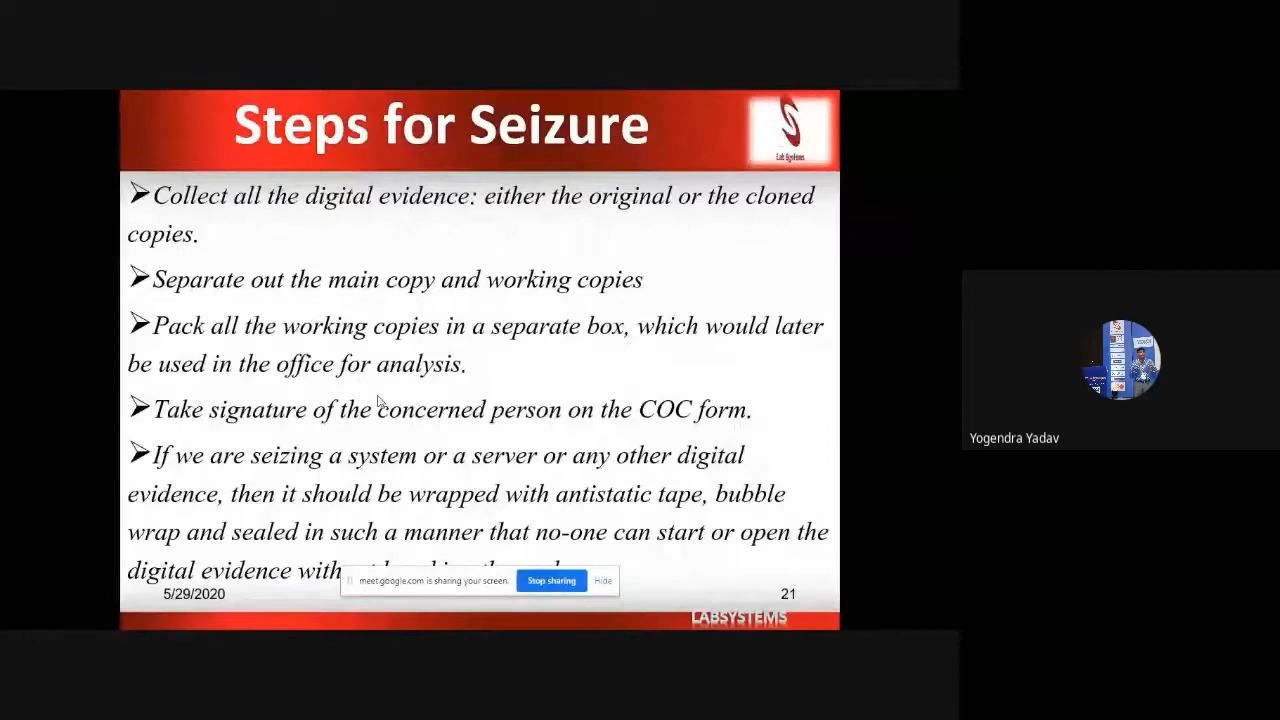 Steps for Seizure
Lab Systems
➢Collect all the digital evidence: either the original or the cloned
copies.
➢Separate out the main copy and working copies
➢Pack all the working copies in a separate box, which would later
be used in the office for analysis.
➢Take signature of the concerned person on the COC form.
➢If we are seizing a system or a server or any other digital
evidence, then it should be wrapped with antistatic tape, bubble
wrap and sealed in such a manner that no-one can start or open the
digital evidence
meet.google.com is sharing your screen. Stop sharing Hide
5/29/2020 21
LABSYSTEMS
Yogendra Yadav